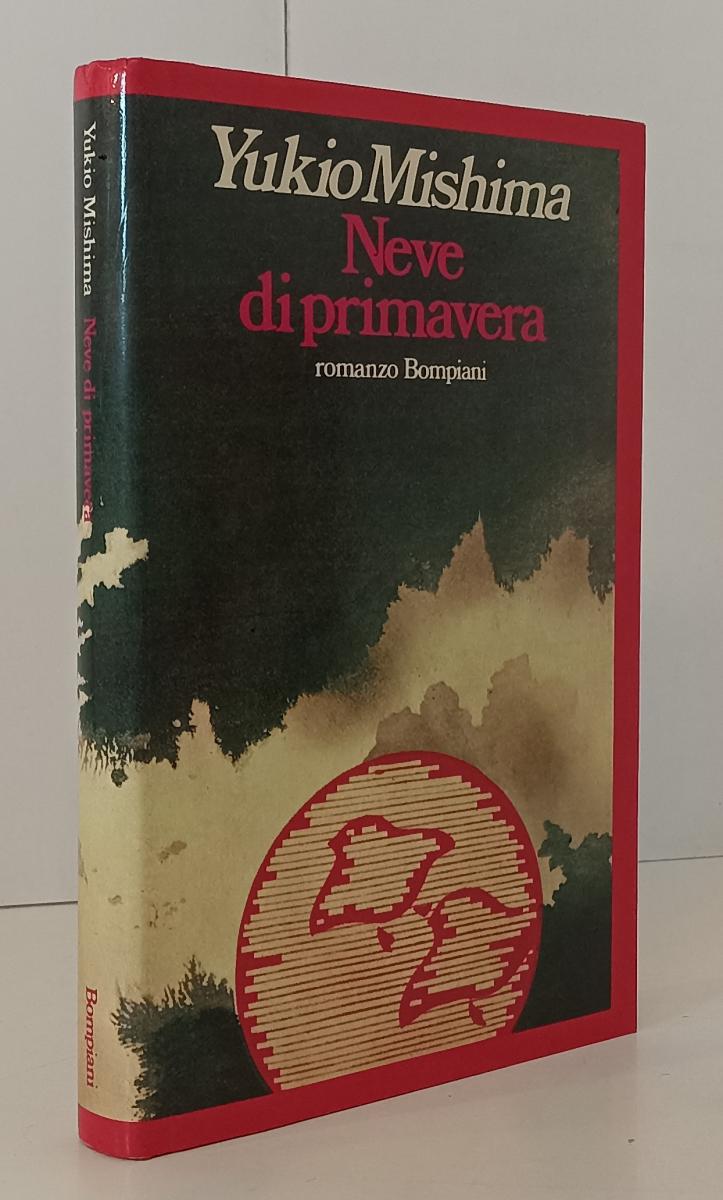 Yukio Mishima
Neve
di primavera
romanzo Bompiani
Yukio Mishima Neve di primavera
Bompiani